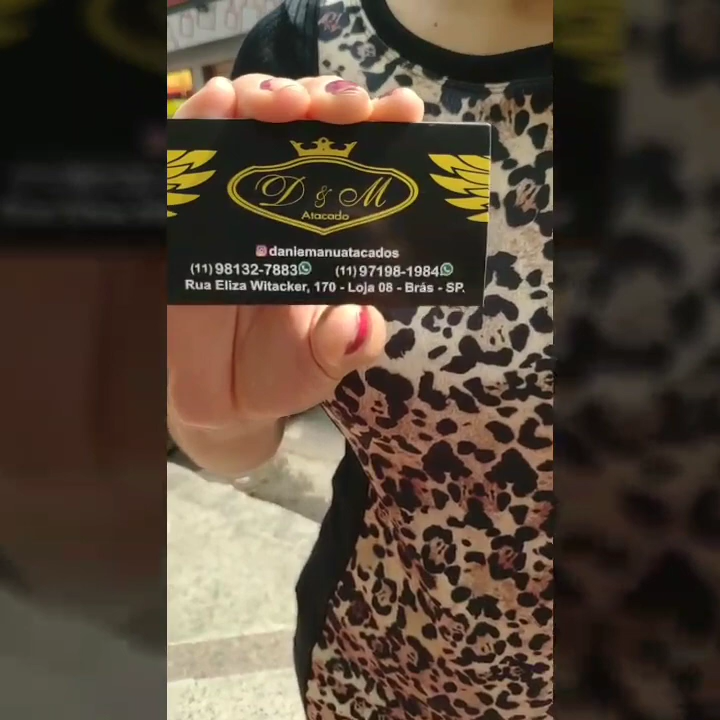 D & M
Atacado
daniemanuatacados
(11) 98132-7883 (11) 97198-1984
Rua Eliza Witacker, 170 - Loja 08 - Brás - SP.